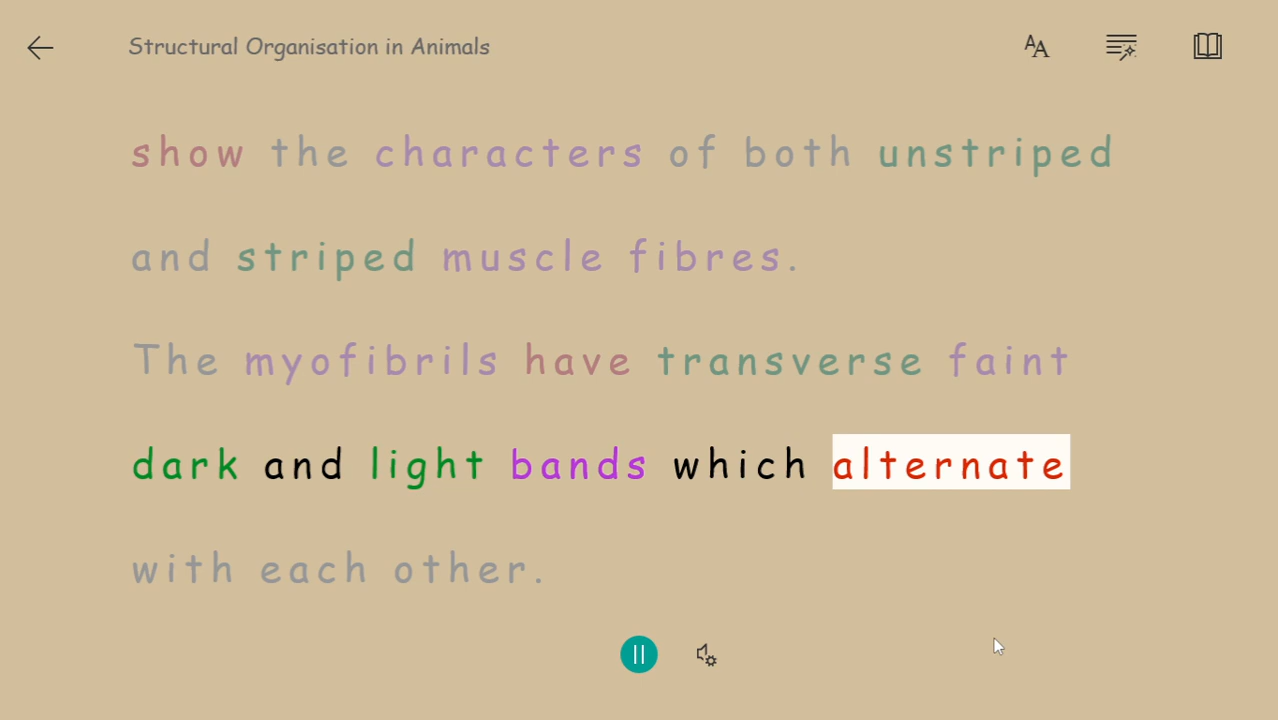 Structural Organisation in Animals
show the characters of both unstriped
and striped muscle fibres.
The myofibrils have transverse faint
dark and light bands which alternate
with each other.